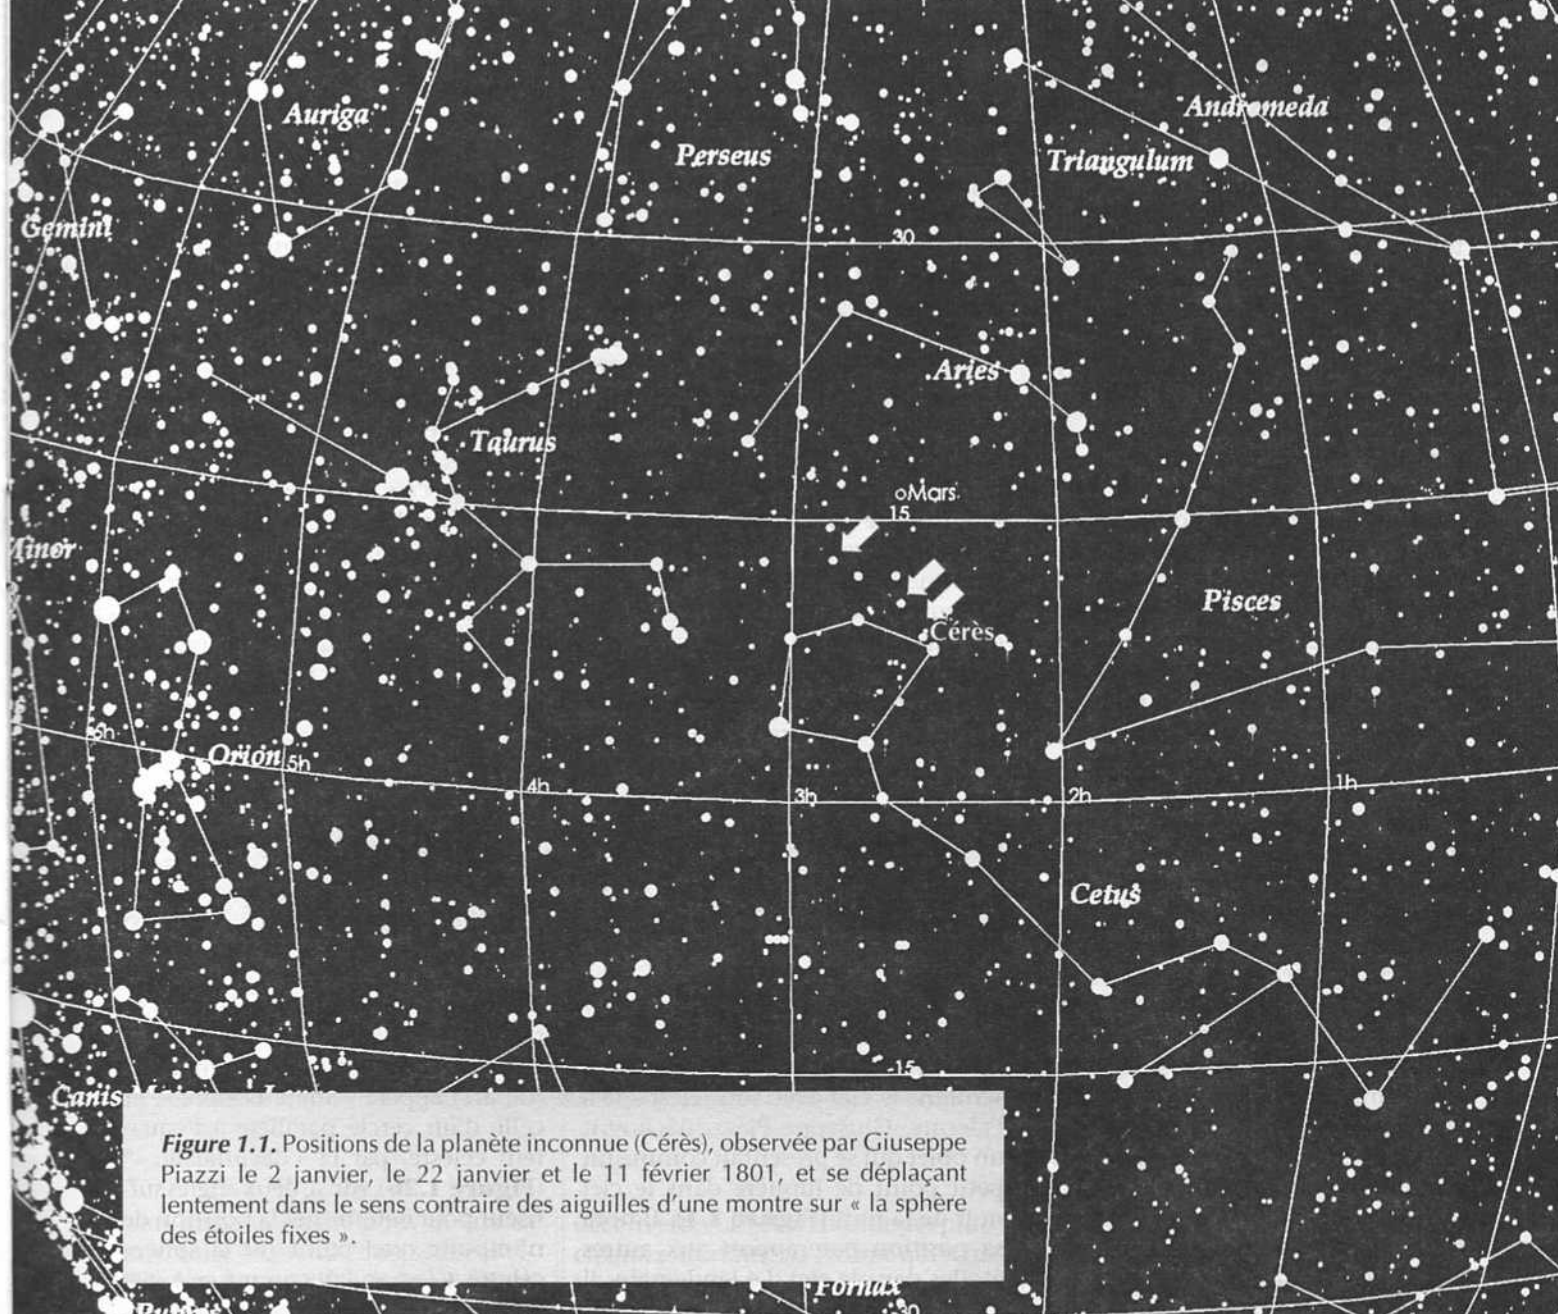 Auriga
Andromeda
Perseus
Triangulum
Gemini
30
Aries
Taurus
Mars
15
Minor
Pisces
Cérès
6h
Orion
5h
4h
3h
2h
1h
Cetus
-15
Canis
Figure 1.1. Positions de la planète inconnue (Cérès), observée par Giuseppe
Piazzi le 2 janvier, le 22 janvier et le 11 février 1801, et se déplaçant
lentement dans le sens contraire des aiguilles d’une montre sur « la sphère
des étoiles fixes ».
Fornax
-30